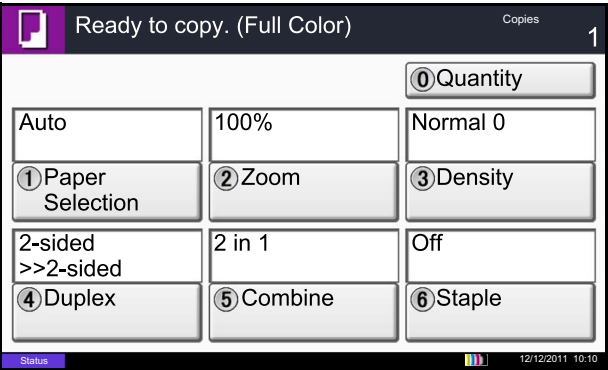 Ready to copy. (Full Color)
Copies
1
0 Quantity
Auto
100%
Normal 0
1 Paper
Selection
2 Zoom
3 Density
2-sided
>>2-sided
2 in 1
Off
4 Duplex
5 Combine
6 Staple
Status
12/12/2011 10:10